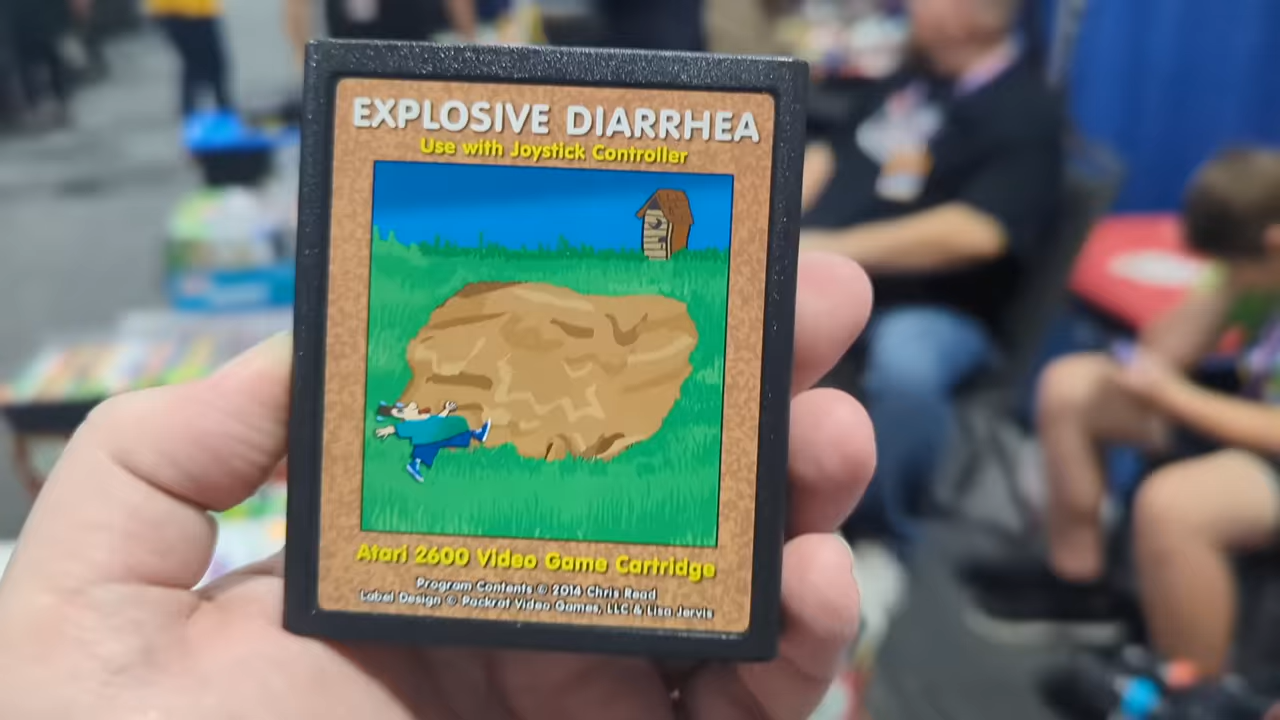 EXPLOSIVE DIARRHEA
Use with Joystick Controller
Atari 2600 Video Game Cartridge
Program Contents © 2014 Chris Read
Label Design © Packrat Video Games, LLC & Lisa Jervis